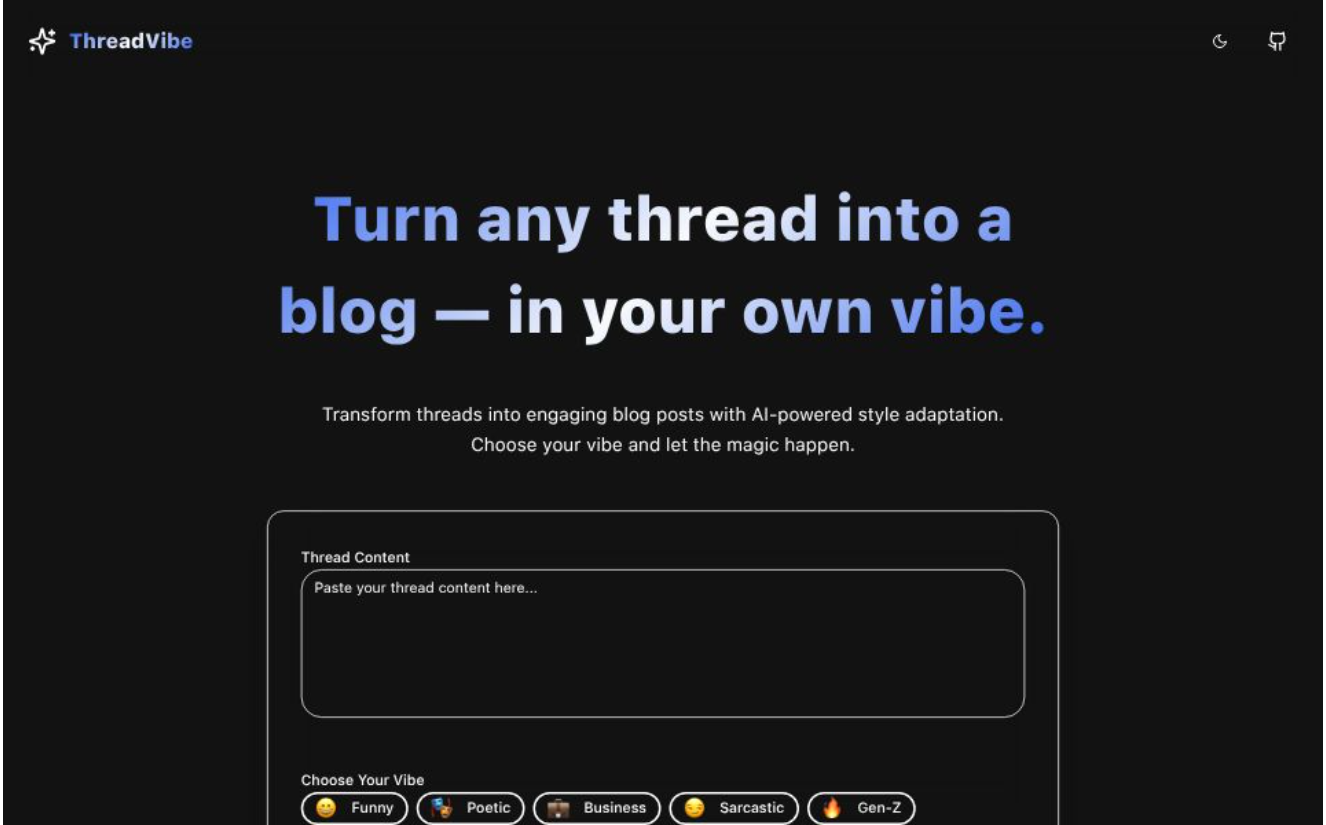 ThreadVibe
Turn any thread into a
blog — in your own vibe.
Transform threads into engaging blog posts with AI-powered style adaptation.
Choose your vibe and let the magic happen.
Thread Content
Paste your thread content here...
Choose Your Vibe
Funny Poetic Business Sarcastic Gen-Z